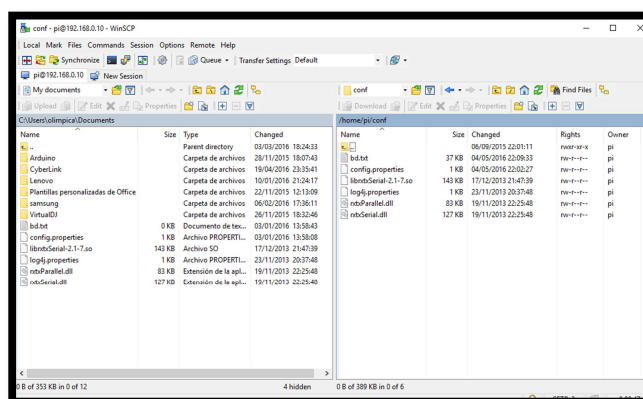 conf - pi@192.168.0.10 - WinSCP
Local Mark Files Commands Session Options Remote Help
Synchronize Queue Transfer Settings Default
pi@192.168.0.10 New Session
My documents conf Find Files
Upload Edit Properties Download Edit Properties
C:\Users\olimpica\Documents /home/pi/conf
Name Size Type Changed Name Size Changed Rights Owner
.. Parent directory 03/03/2016 18:24:33 .. 06/09/2015 22:01:11 rwxr-xr-x pi
Arduino Carpeta de archivos 28/11/2015 18:07:43 bd.txt 37 KB 04/05/2016 22:09:33 rw-r--r-- pi
CyberLink Carpeta de archivos 19/04/2016 23:35:41 config.properties 1 KB 04/05/2016 22:02:27 rw-r--r-- pi
Lenovo Carpeta de archivos 10/01/2016 21:24:17 librxtxSerial-2.1-7.so 143 KB 17/12/2013 21:47:39 rw-r--r-- pi
Plantillas personalizadas de Office Carpeta de archivos 22/11/2015 12:13:09 log4j.properties 1 KB 23/11/2013 20:37:48 rw-r--r-- pi
samsung Carpeta de archivos 06/02/2016 17:36:11 rxtxParallel.dll 83 KB 19/11/2013 22:25:48 rw-r--r-- pi
VirtualDJ Carpeta de archivos 26/11/2015 18:32:46 rxtxSerial.dll 127 KB 19/11/2013 22:25:48 rw-r--r-- pi
bd.txt 0 KB Documento de tex... 03/01/2016 13:58:43
config.properties 1 KB Archivo PROPERTI... 03/01/2016 13:58:08
librxtxSerial-2.1-7.so 143 KB Archivo SO 17/12/2013 21:47:39
log4j.properties 1 KB Archivo PROPERTI... 23/11/2013 20:37:48
rxtxParallel.dll 83 KB Extensión de la apl... 19/11/2013 22:25:48
rxtxSerial.dll 127 KB Extensión de la apl... 19/11/2013 22:25:48
0 B of 353 KB in 0 of 12 4 hidden 0 B of 389 KB in 0 of 6